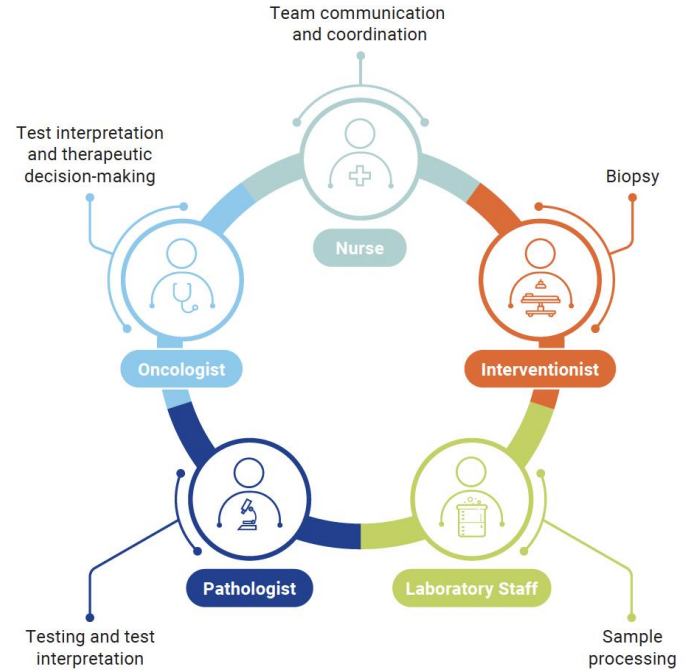 Team communication
and coordination
Test interpretation
and therapeutic
decision-making
Biopsy
Nurse
Oncologist
Interventionist
Pathologist
Laboratory Staff
Testing and test
interpretation
Sample
processing